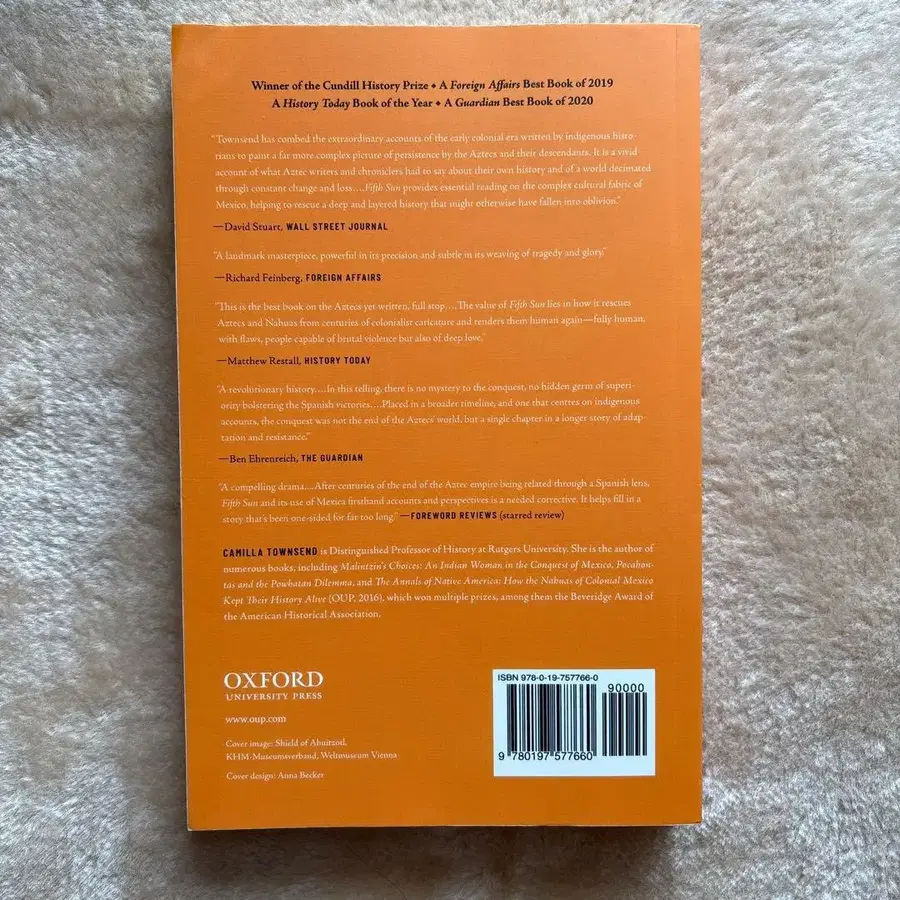 Winner of the Cundill History Prize ⬥ A Foreign Affairs Best Book of 2019
A History Today Book of the Year ⬥ A Guardian Best Book of 2020
“Townsend has combed the extraordinary accounts of the early colonial era written by indigenous histo-
rians to paint a far more complex picture of persistence by the Aztecs and their descendants. It is a vivid
account of what Aztec writers and chroniclers had to say about their own history and of a world decimated
through constant change and loss....Fifth Sun provides essential reading on the complex cultural fabric of
Mexico, helping to rescue a deep and layered history that might otherwise have fallen into oblivion.”
—David Stuart, WALL STREET JOURNAL
“A landmark masterpiece, powerful in its precision and subtle in its weaving of tragedy and glory.”
—Richard Feinberg, FOREIGN AFFAIRS
“This is the best book on the Aztecs yet written, full stop....The value of Fifth Sun lies in how it rescues
Aztecs and Nahuas from centuries of colonialist caricature and renders them human again—fully human,
with flaws, people capable of brutal violence but also of deep love.”
—Matthew Restall, HISTORY TODAY
“A revolutionary history....In this telling, there is no mystery to the conquest, no hidden germ of superi-
ority bolstering the Spanish victories....Placed in a broader timeline, and one that centres on indigenous
accounts, the conquest was not the end of the Aztecs’ world, but a single chapter in a longer story of adap-
tation and resistance.”
—Ben Ehrenreich, THE GUARDIAN
“A compelling drama....After centuries of the end of the Aztec empire being related through a Spanish lens,
Fifth Sun and its use of Mexica firsthand accounts and perspectives is a needed corrective. It helps fill in a
story that’s been one-sided for far too long.” —FOREWORD REVIEWS (starred review)
CAMILLA TOWNSEND is Distinguished Professor of History at Rutgers University. She is the author of
numerous books, including Malintzin’s Choices: An Indian Woman in the Conquest of Mexico, Pocahon-
tas and the Powhatan Dilemma, and The Annals of Native America: How the Nahuas of Colonial Mexico
Kept Their History Alive (OUP, 2016), which won multiple prizes, among them the Beveridge Award of
the American Historical Association.
OXFORD
UNIVERSITY PRESS
www.oup.com
Cover image: Shield of Ahuitzotl,
KHM-Museumsverband, Weltmuseum Vienna
Cover design: Anna Becker
ISBN 978-0-19-757766-0
90000
9 780197 577660